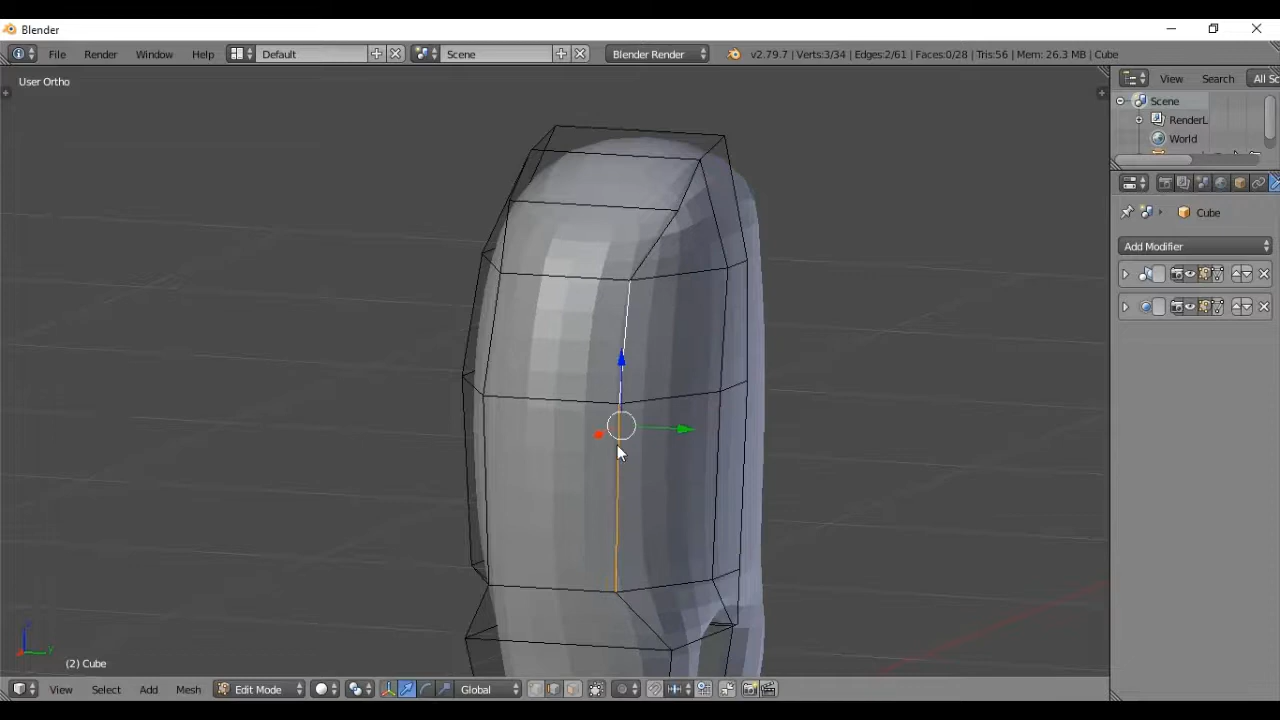 Blender
File Render Window Help Default Scene Blender Render v2.79.7 | Verts:3/34 | Edges:2/61 | Faces:0/28 | Tris:56 | Mem: 26.3 MB | Cube
User Ortho
View Search All Sc
Scene
RenderL
World
Cube
Add Modifier
(2) Cube
View Select Add Mesh Edit Mode Global